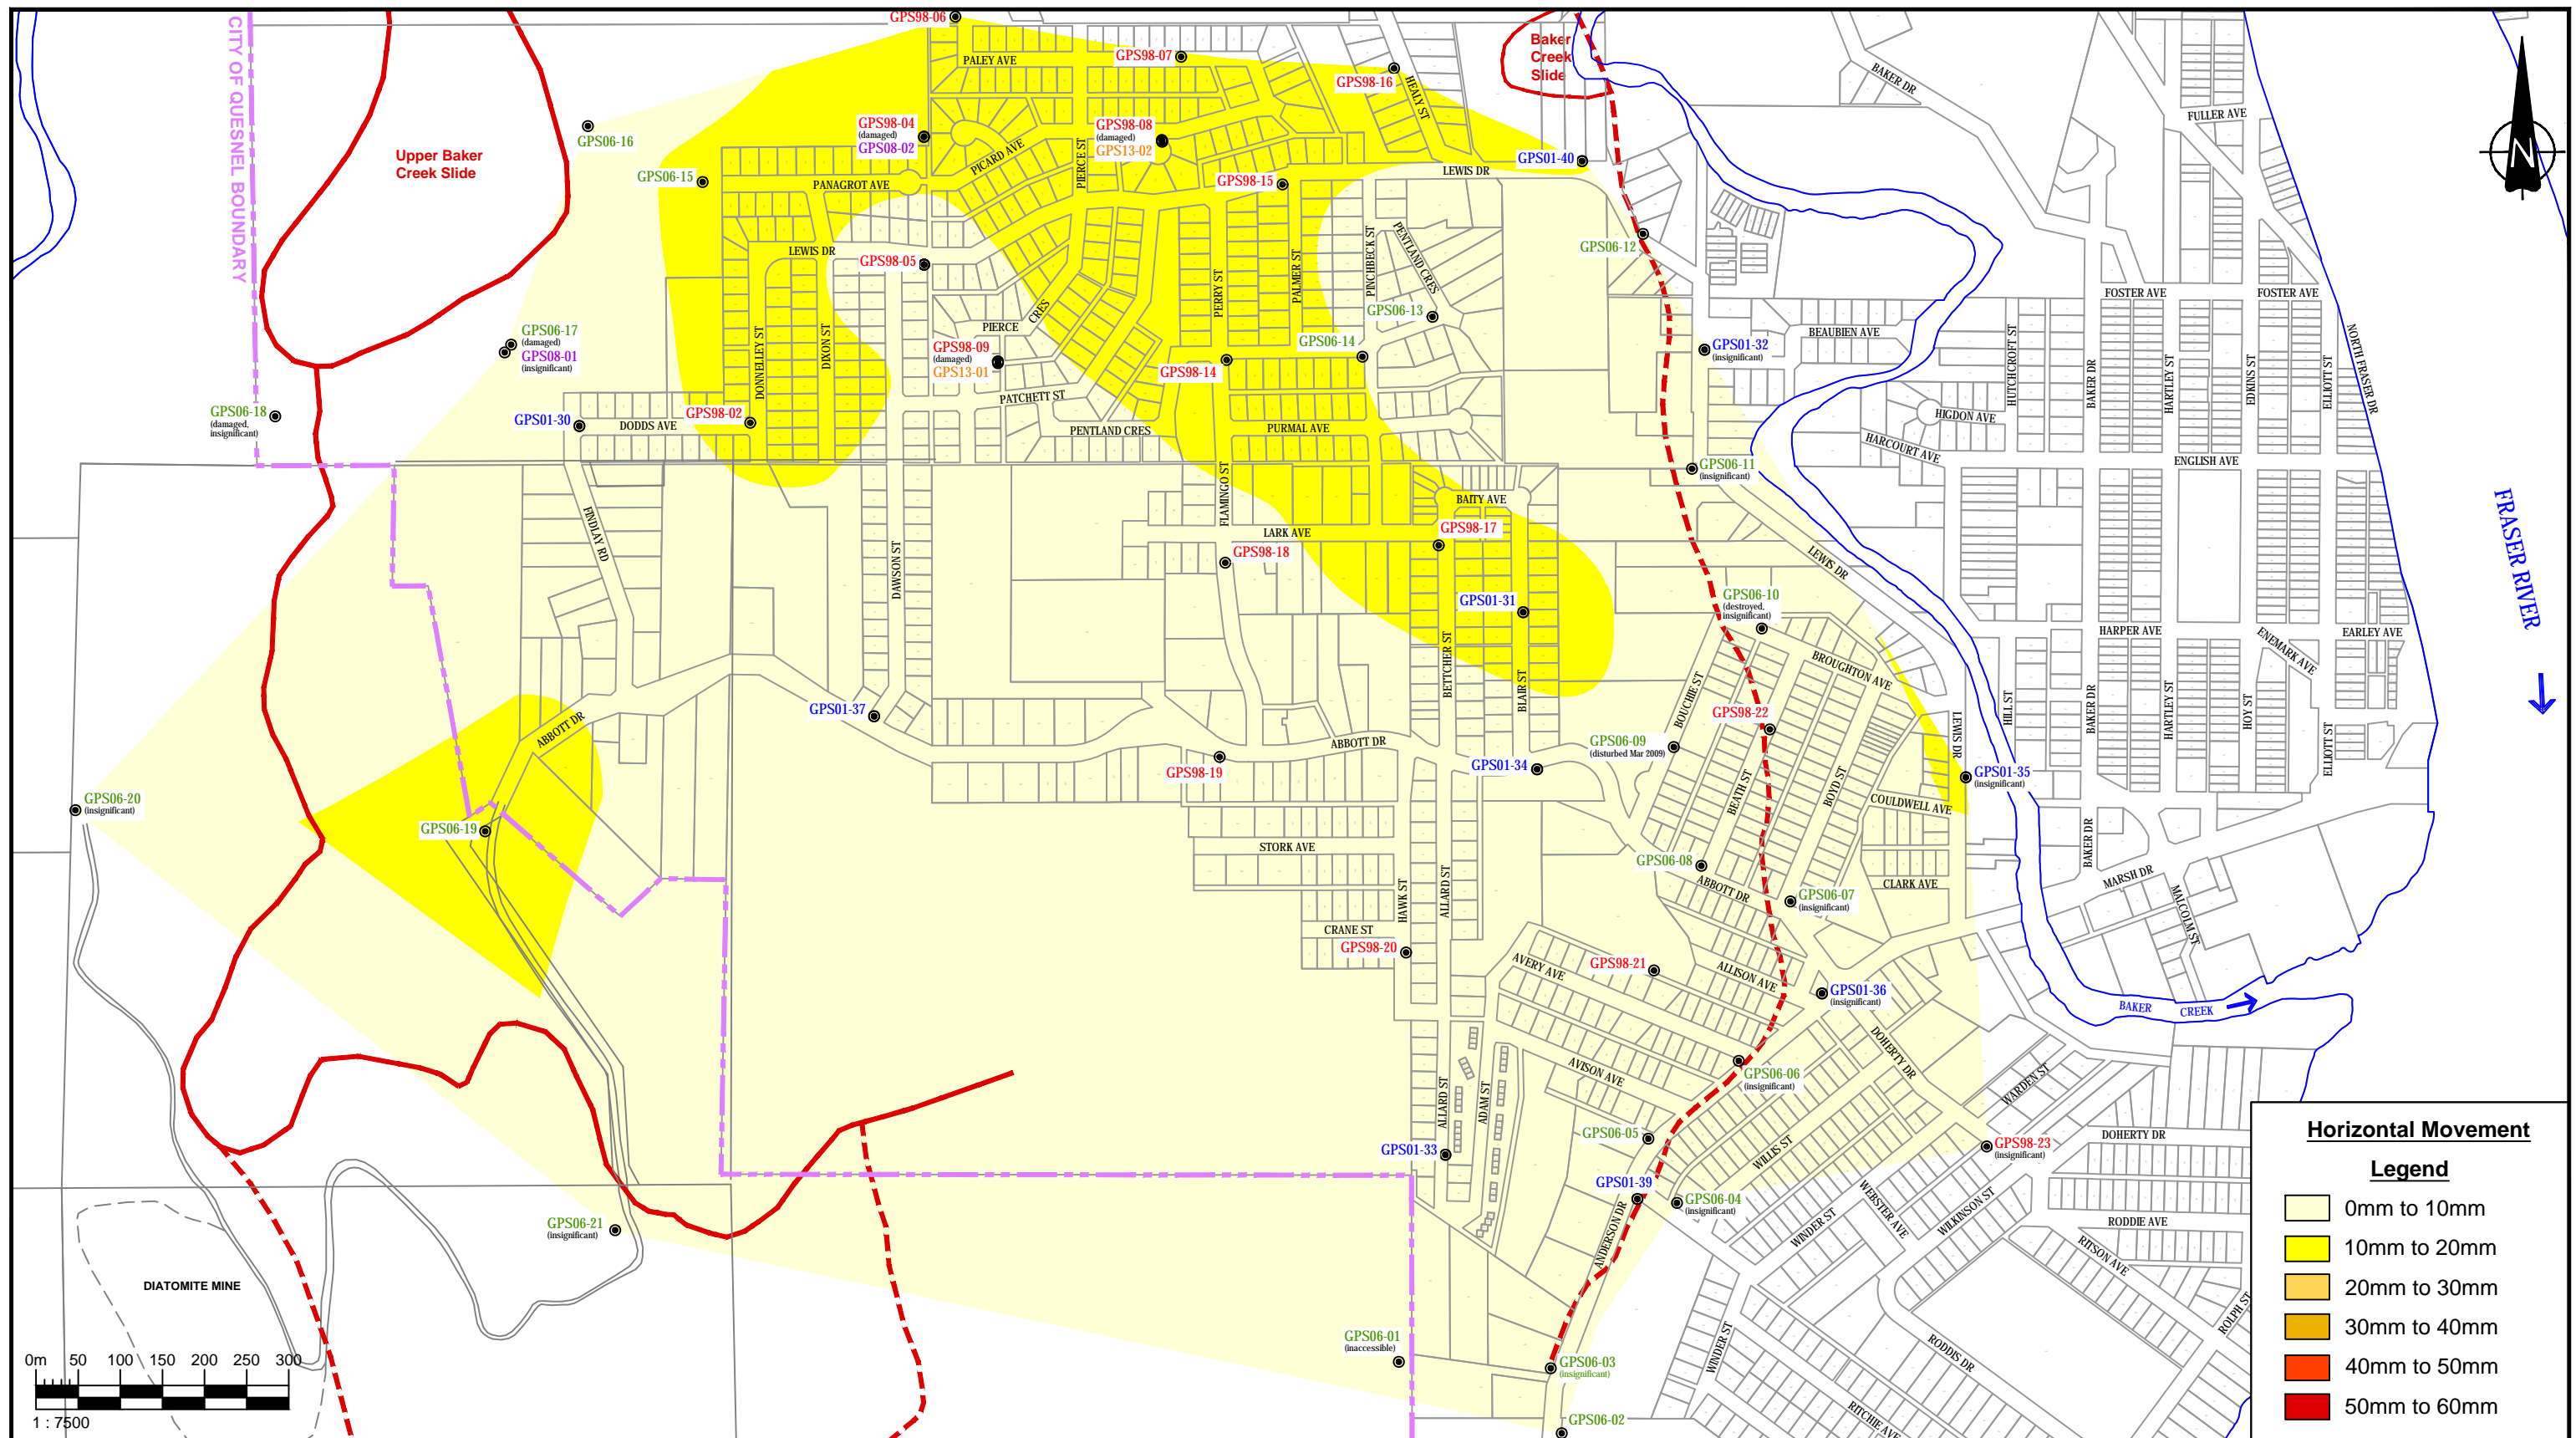 CITY OF QUESNEL BOUNDARY
Upper Baker
Creek Slide
Baker
Creek
Slide
GPS98-06
GPS98-07
GPS98-16
PALEY AVE
HEALY ST
BAKER DR
FULLER AVE
N
GPS06-16
GPS98-04
(damaged)
GPS08-02
GPS98-08
(damaged)
GPS13-02
PICARD AVE
PIERCE ST
GPS01-40
LEWIS DR
GPS06-15
PANAGROT AVE
GPS98-15
LEWIS DR
GPS98-05
PERRY ST
PALMER ST
PINCHBECK ST
PENTLAND CRES
GPS06-12
GPS06-13
FOSTER AVE
FOSTER AVE
GPS06-17
(damaged)
GPS08-01
(insignificant)
DONNELLEY ST
DIXON ST
PIERCE
CRES
GPS98-09
(damaged)
GPS13-01
GPS98-14
GPS06-14
GPS01-32
(insignificant)
BEAUBIEN AVE
HUTCHCROFT ST
BAKER DR
HARTLEY ST
EDKINS ST
ELLIOTT ST
NORTH FRASER DR
PATCHETT ST
GPS06-18
(damaged,
insignificant)
GPS01-30
GPS98-02
DODDS AVE
PENTLAND CRES
PURMAL AVE
HIGDON AVE
HARCOURT AVE
GPS06-11
(insignificant)
ENGLISH AVE
FINDLAY RD
DAWSON ST
FLAMINGO ST
BAITY AVE
LARK AVE
GPS98-17
GPS98-18
LEWIS DR
FRASER RIVER
GPS01-31
GPS06-10
(destroyed,
insignificant)
HARPER AVE
EARLEY AVE
ENEMARK AVE
BROUGHTON AVE
BETTCHER ST
BLAIR ST
BOUCHIE ST
GPS01-37
ABBOTT DR
ABBOTT DR
GPS98-22
LEWIS DR
HILL ST
BAKER DR
HARTLEY ST
HOY ST
ELLIOTT ST
GPS06-09
(disturbed Mar 2009)
GPS98-19
GPS01-34
GPS01-35
(insignificant)
BEATH ST
BOYD ST
COULDWELL AVE
GPS06-20
(insignificant)
GPS06-19
STORK AVE
GPS06-08
BAKER DR
ABBOTT DR
GPS06-07
(insignificant)
CLARK AVE
MARSH DR
MALCOLM ST
HAWK ST
ALLARD ST
CRANE ST
GPS98-20
AVERY AVE
GPS98-21
ALLISON AVE
GPS01-36
(insignificant)
BAKER
CREEK
DOHERTY DR
AVISON AVE
GPS06-06
(insignificant)
WARDEN ST
ALLARD ST
ADAM ST
GPS06-05
GPS01-33
WILLIS ST
GPS98-23
(insignificant)
DOHERTY DR
GPS01-39
GPS06-04
(insignificant)
WEBSTER AVE
WILKINSON ST
WINDER ST
RODDIE AVE
RITSON AVE
ANDERSON DR
GPS06-21
(insignificant)
DIATOMITE MINE
ROLPH ST
GPS06-01
(inaccessible)
GPS06-03
(insignificant)
WINDER ST
RODDIS DR
RITCHIE AVE
GPS06-02
0m 50 100 150 200 250 300
1 : 7500
Horizontal Movement
Legend
0mm to 10mm
10mm to 20mm
20mm to 30mm
30mm to 40mm
40mm to 50mm
50mm to 60mm